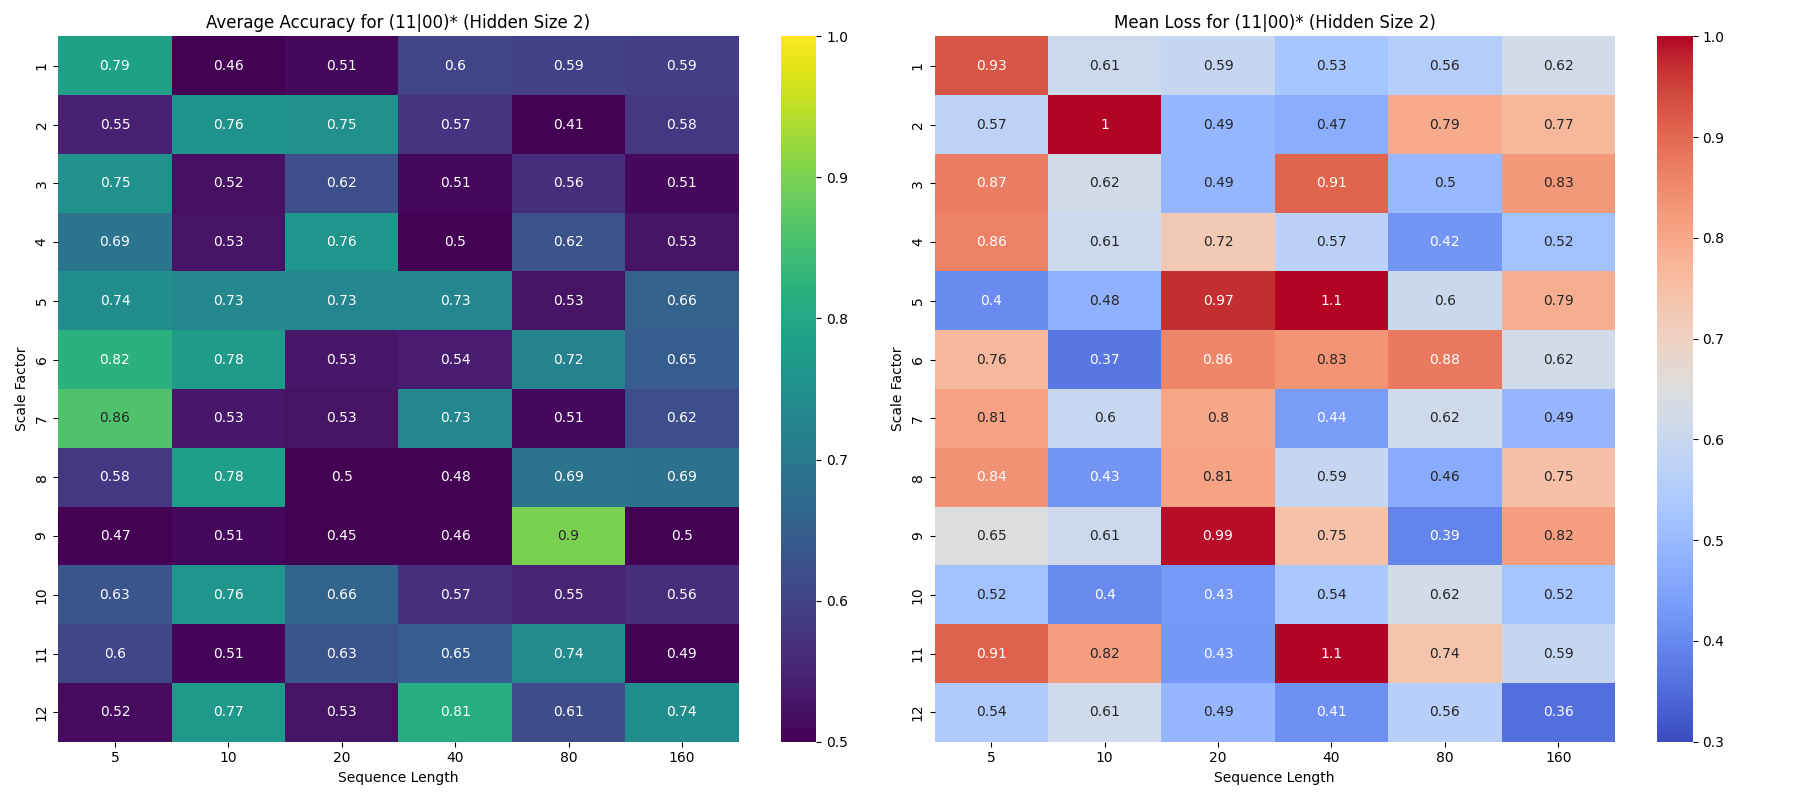 Average Accuracy for (11|00)* (Hidden Size 2)
Scale Factor
1 0.79 0.46 0.51 0.6 0.59 0.59
2 0.55 0.76 0.75 0.57 0.41 0.58
3 0.75 0.52 0.62 0.51 0.56 0.51
4 0.69 0.53 0.76 0.5 0.62 0.53
5 0.74 0.73 0.73 0.73 0.53 0.66
6 0.82 0.78 0.53 0.54 0.72 0.65
7 0.86 0.53 0.53 0.73 0.51 0.62
8 0.58 0.78 0.5 0.48 0.69 0.69
9 0.47 0.51 0.45 0.46 0.9 0.5
10 0.63 0.76 0.66 0.57 0.55 0.56
11 0.6 0.51 0.63 0.65 0.74 0.49
12 0.52 0.77 0.53 0.81 0.61 0.74
5 10 20 40 80 160
Sequence Length
1.0
0.9
0.8
0.7
0.6
0.5
Mean Loss for (11|00)* (Hidden Size 2)
Scale Factor
1 0.93 0.61 0.59 0.53 0.56 0.62
2 0.57 1 0.49 0.47 0.79 0.77
3 0.87 0.62 0.49 0.91 0.5 0.83
4 0.86 0.61 0.72 0.57 0.42 0.52
5 0.4 0.48 0.97 1.1 0.6 0.79
6 0.76 0.37 0.86 0.83 0.88 0.62
7 0.81 0.6 0.8 0.44 0.62 0.49
8 0.84 0.43 0.81 0.59 0.46 0.75
9 0.65 0.61 0.99 0.75 0.39 0.82
10 0.52 0.4 0.43 0.54 0.62 0.52
11 0.91 0.82 0.43 1.1 0.74 0.59
12 0.54 0.61 0.49 0.41 0.56 0.36
5 10 20 40 80 160
Sequence Length
1.0
0.9
0.8
0.7
0.6
0.5
0.4
0.3